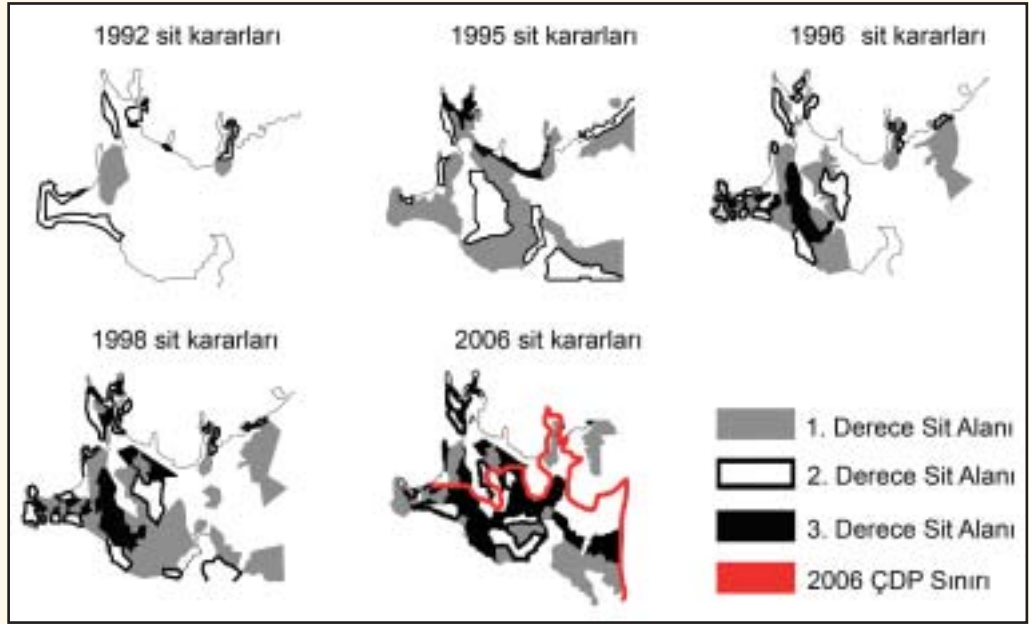 1992 sit kararları
1995 sit kararları
1996 sit kararları
1998 sit kararları
2006 sit kararları
1. Derece Sit Alanı
2. Derece Sit Alanı
3. Derece Sit Alanı
2006 ÇDP Sınırı